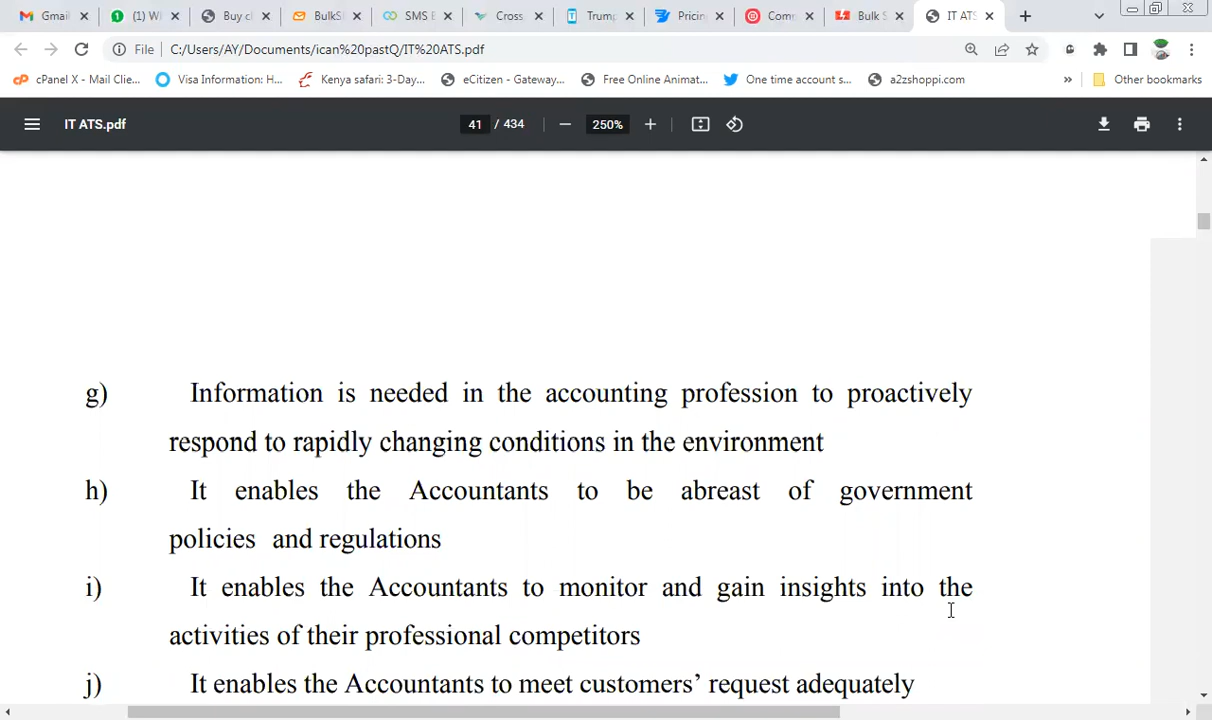 Gmail
(1) W
Buy c
BulkS
SMS
Cross
Trump
Pricin
Com
Bulk S
IT ATS
File C:/Users/AY/Documents/ican%20pastQ/IT%20ATS.pdf
cPanel X - Mail Clie...
Visa Information: H...
Kenya safari: 3-Day...
eCitizen - Gateway...
Free Online Animat...
One time account s...
a2zshoppi.com
» Other bookmarks
IT ATS.pdf 41 / 434 250%
g) Information is needed in the accounting profession to proactively
respond to rapidly changing conditions in the environment
h) It enables the Accountants to be abreast of government
policies and regulations
i) It enables the Accountants to monitor and gain insights into the
activities of their professional competitors
j) It enables the Accountants to meet customers’ request adequately